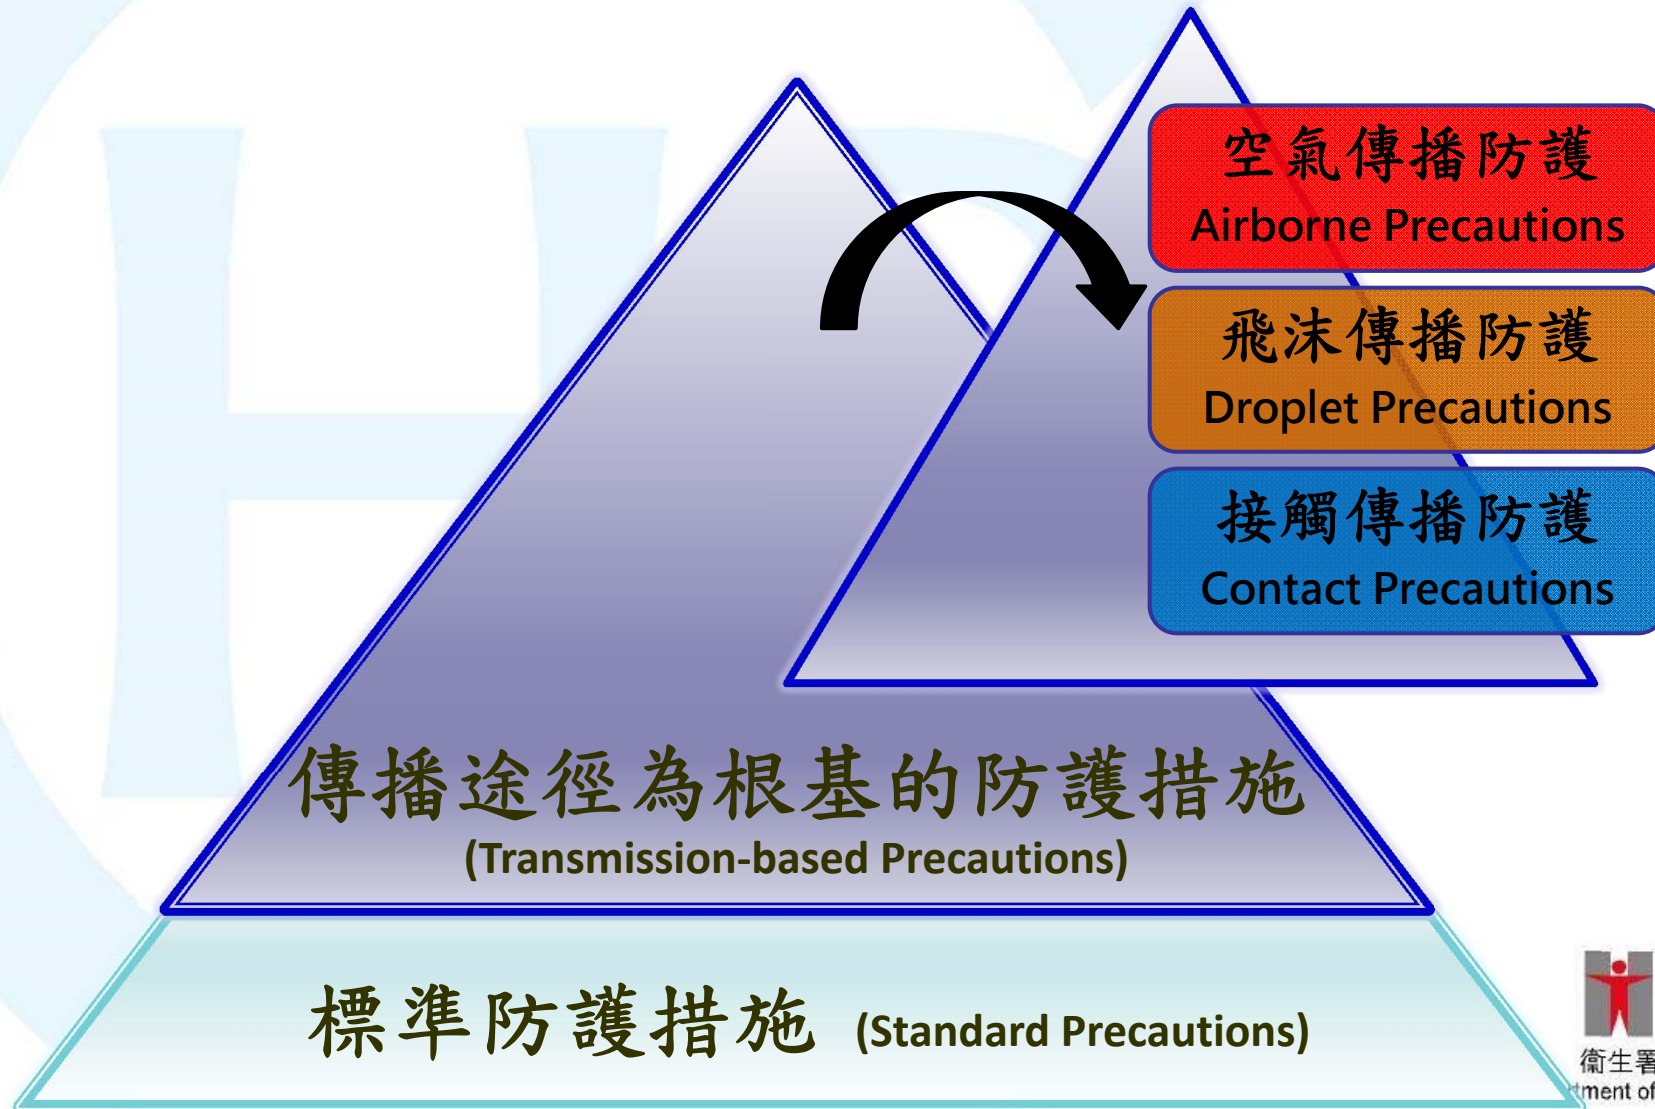 空氣傳播防護
Airborne Precautions
飛沫傳播防護
Droplet Precautions
接觸傳播防護
Contact Precautions
傳播途徑為根基的防護措施
(Transmission-based Precautions)
標準防護措施 (Standard Precautions)
衞生署
ment of